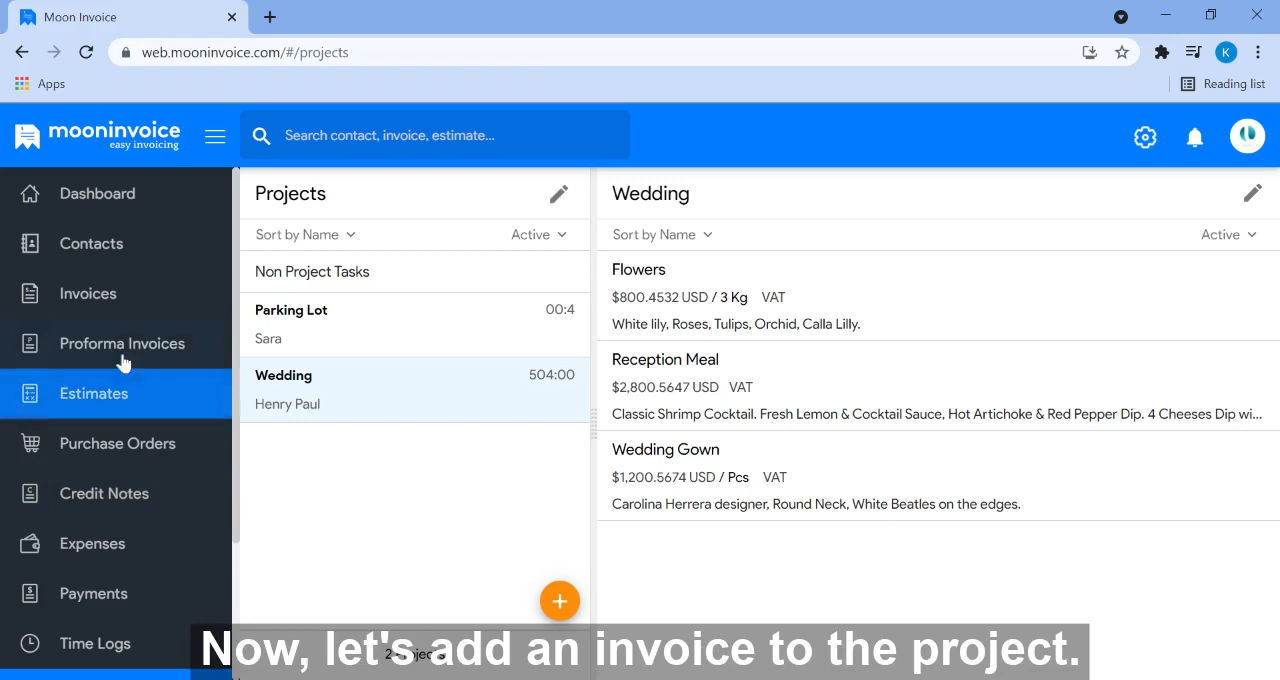 Moon Invoice
web.mooninvoice.com/#/projects
K
Apps
Reading list
mooninvoice
easy invoicing
Search contact, invoice, estimate...
Dashboard
Contacts
Invoices
Proforma Invoices
Estimates
Purchase Orders
Credit Notes
Expenses
Payments
Time Logs
Projects
Sort by Name
Active
Non Project Tasks
Parking Lot 00:4
Sara
Wedding 504:00
Henry Paul
2 Projects
Wedding
Sort by Name
Active
Flowers
$800.4532 USD / 3 Kg VAT
White lily, Roses, Tulips, Orchid, Calla Lilly.
Reception Meal
$2,800.5647 USD VAT
Classic Shrimp Cocktail. Fresh Lemon & Cocktail Sauce, Hot Artichoke & Red Pepper Dip. 4 Cheeses Dip wi...
Wedding Gown
$1,200.5674 USD / Pcs VAT
Carolina Herrera designer, Round Neck, White Beatles on the edges.
Now, let's add an invoice to the project.